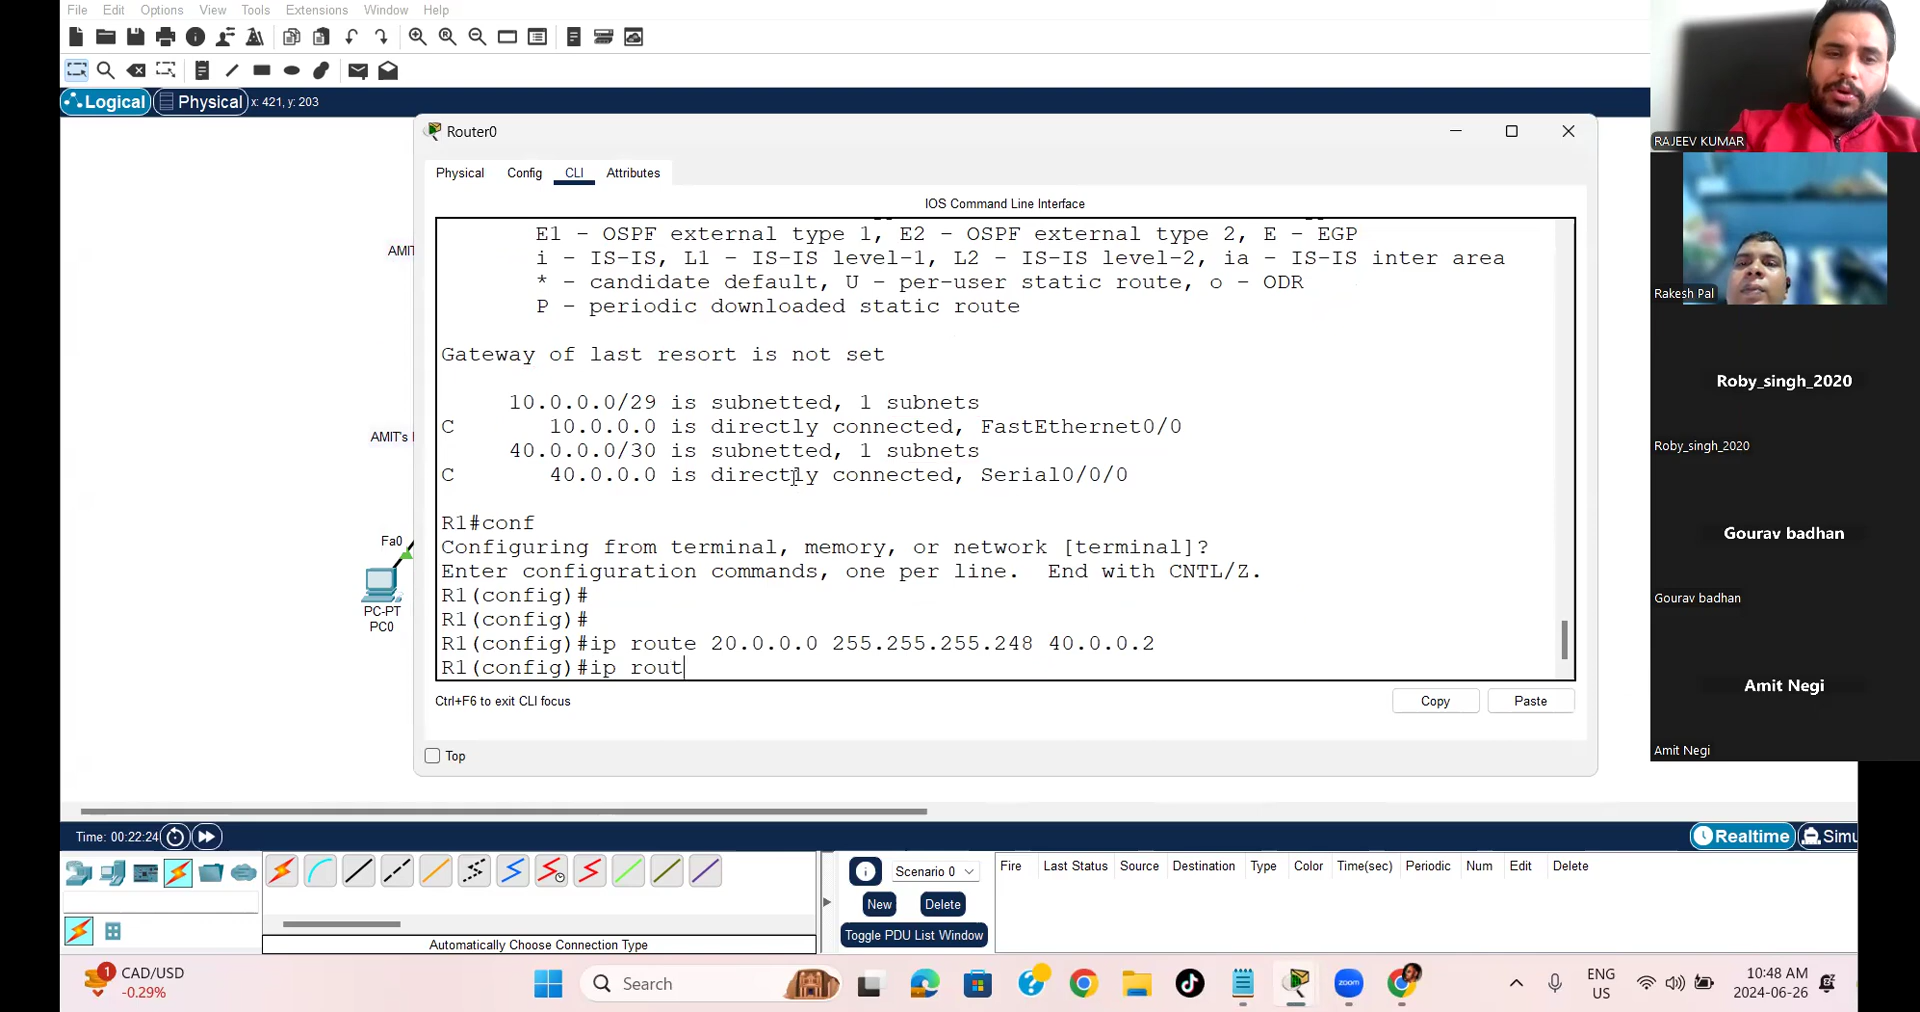 File Edit Options View Tools Extensions Window Help
Logical Physical x: 421, y: 203
Router0
Physical Config CLI Attributes
IOS Command Line Interface
E1 - OSPF external type 1, E2 - OSPF external type 2, E - EGP
i - IS-IS, L1 - IS-IS level-1, L2 - IS-IS level-2, ia - IS-IS inter area
* - candidate default, U - per-user static route, o - ODR
P - periodic downloaded static route
Gateway of last resort is not set
10.0.0.0/29 is subnetted, 1 subnets
C 10.0.0.0 is directly connected, FastEthernet0/0
40.0.0.0/30 is subnetted, 1 subnets
C 40.0.0.0 is directly connected, Serial0/0/0
R1#conf
Configuring from terminal, memory, or network [terminal]?
Enter configuration commands, one per line. End with CNTL/Z.
R1(config)#
R1(config)#
R1(config)#ip route 20.0.0.0 255.255.255.248 40.0.0.2
R1(config)#ip rout
Ctrl+F6 to exit CLI focus
Copy Paste
Top
AMIT
AMIT's
Fa0
PC-PT
PC0
RAJEEV KUMAR
Rakesh Pal
Roby_singh_2020
Roby_singh_2020
Gourav badhan
Gourav badhan
Amit Negi
Amit Negi
Time: 00:22:24
Realtime Simu
Scenario 0
New Delete
Toggle PDU List Window
Fire Last Status Source Destination Type Color Time(sec) Periodic Num Edit Delete
Automatically Choose Connection Type
1
CAD/USD
-0.29%
Search
zoom
ENG
US
10:48 AM
2024-06-26